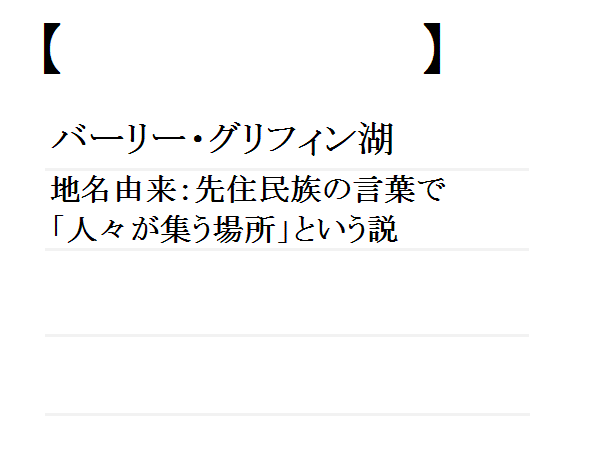 【　　　　　　　】
バーリー・グリフィン湖
地名由来：先住民族の言葉で
「人々が集う場所」という説